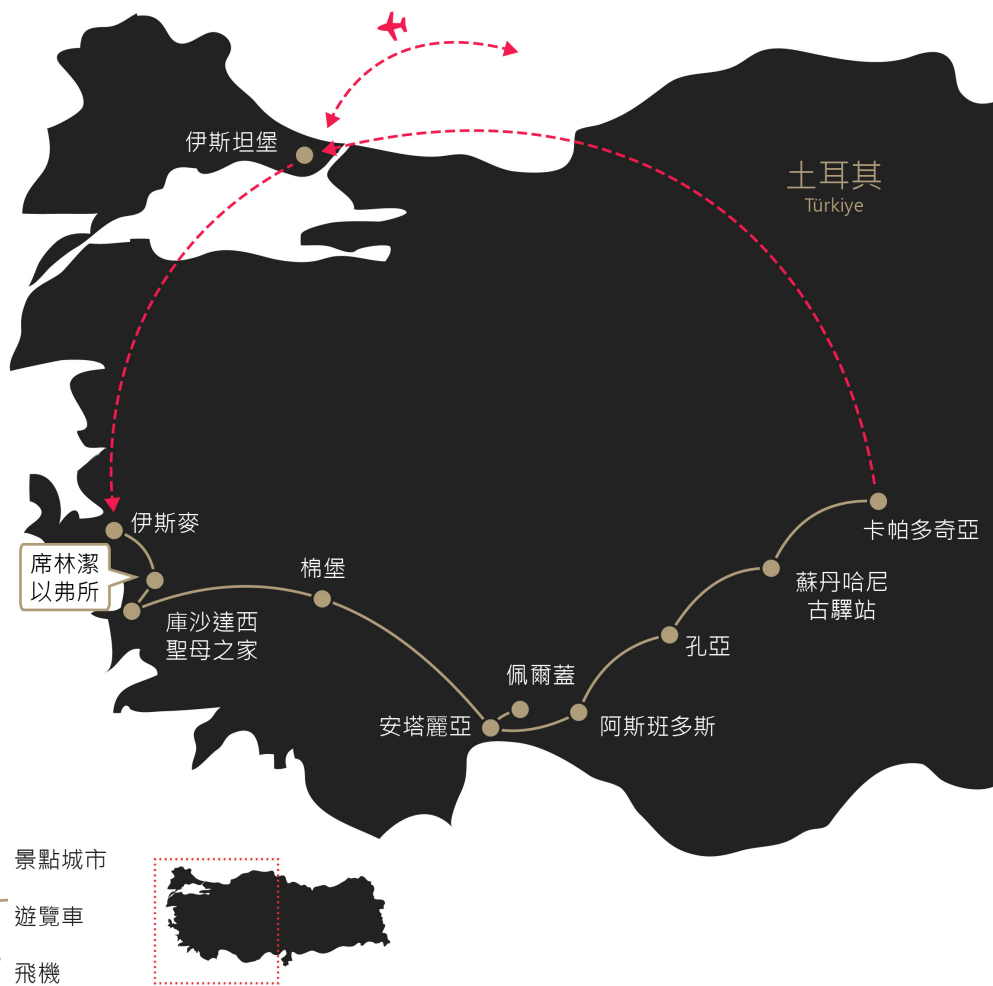 伊斯坦堡
土耳其
Türkiye
伊斯麥
席林潔
以弗所
庫沙達西
聖母之家
棉堡
安塔麗亞
佩爾蓋
阿斯班多斯
孔亞
蘇丹哈尼
古驛站
卡帕多奇亞
景點城市
遊覽車
飛機